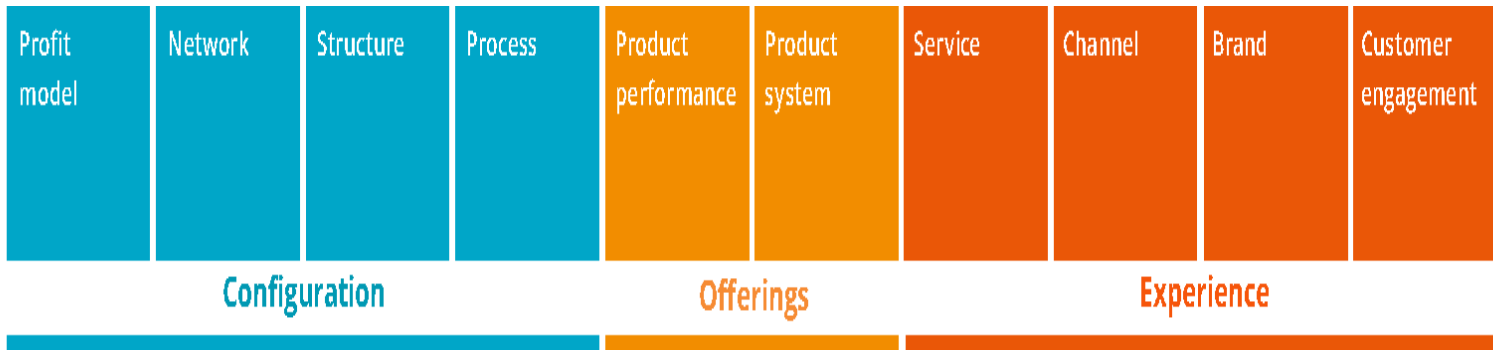 Profit
model
Network
Structure
Process
Product
performance
Product
system
Service
Channel
Brand
Customer
engagement
Configuration
Offerings
Experience